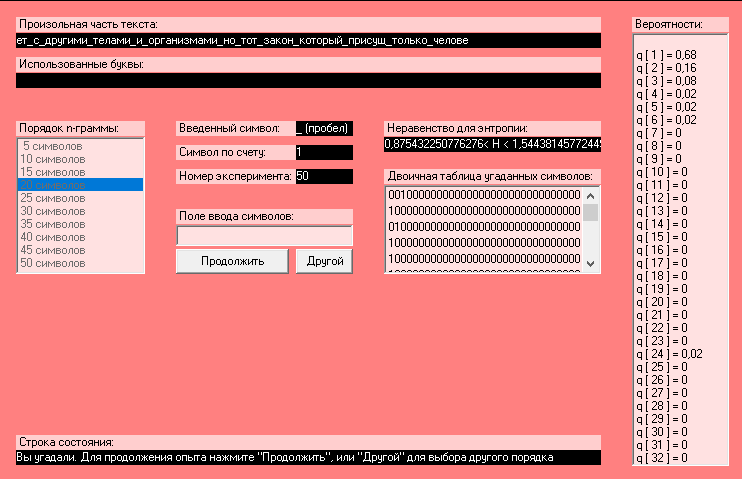 Произольная часть текста:
ет_с_другими_телами_и_организмами_но_тот_закон_который_присущ_только_челове
Использованные буквы:
Порядок n-граммы:
5 символов
10 символов
15 символов
20 символов
25 символов
30 символов
35 символов
40 символов
45 символов
50 символов
Введенный символ: _ (пробел)
Символ по счету: 1
Номер эксперимента: 50
Поле ввода символов:
Продолжить
Другой
Неравенство для энтропии:
0,875432250776276< H < 1,5443814577244
Двоичная таблица угаданных символов:
00100000000000000000000000000000
10000000000000000000000000000000
01000000000000000000000000000000
10000000000000000000000000000000
10000000000000000000000000000000
Строка состояния:
Вы угадали. Для продолжения опыта нажмите "Продолжить", или "Другой" для выбора другого порядка
Вероятности:
q [ 1 ] = 0,68
q [ 2 ] = 0,16
q [ 3 ] = 0,08
q [ 4 ] = 0,02
q [ 5 ] = 0,02
q [ 6 ] = 0,02
q [ 7 ] = 0
q [ 8 ] = 0
q [ 9 ] = 0
q [ 10 ] = 0
q [ 11 ] = 0
q [ 12 ] = 0
q [ 13 ] = 0
q [ 14 ] = 0
q [ 15 ] = 0
q [ 16 ] = 0
q [ 17 ] = 0
q [ 18 ] = 0
q [ 19 ] = 0
q [ 20 ] = 0
q [ 21 ] = 0
q [ 22 ] = 0
q [ 23 ] = 0
q [ 24 ] = 0,02
q [ 25 ] = 0
q [ 26 ] = 0
q [ 27 ] = 0
q [ 28 ] = 0
q [ 29 ] = 0
q [ 30 ] = 0
q [ 31 ] = 0
q [ 32 ] = 0